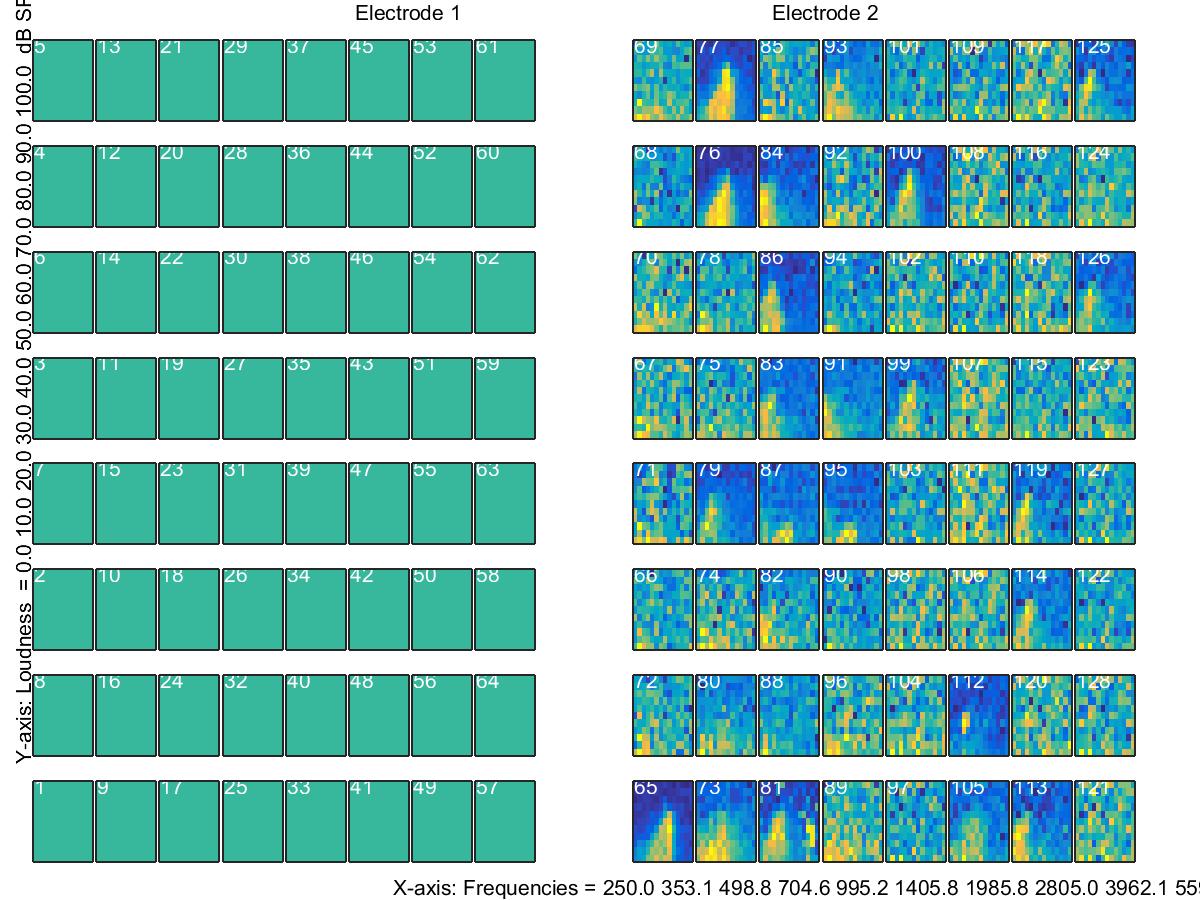 Electrode 1 Electrode 2
5 13 21 29 37 45 53 61 69 77 85 93 101 109 117 125
4 12 20 28 36 44 52 60 68 76 84 92 100 108 116 124
6 14 22 30 38 46 54 62 70 78 86 94 102 110 118 126
3 11 19 27 35 43 51 59 67 75 83 91 99 107 115 123
7 15 23 31 39 47 55 63 71 79 87 95 103 111 119 127
2 10 18 26 34 42 50 58 66 74 82 90 98 106 114 122
8 16 24 32 40 48 56 64 72 80 88 96 104 112 120 128
1 9 17 25 33 41 49 57 65 73 81 89 97 105 113 121
Y-axis: Loudness = 0.0 10.0 20.0 30.0 40.0 50.0 60.0 70.0 80.0 90.0 100.0 dB
X-axis: Frequencies = 250.0 353.1 498.8 704.6 995.2 1405.8 1985.8 2805.0 3962.1